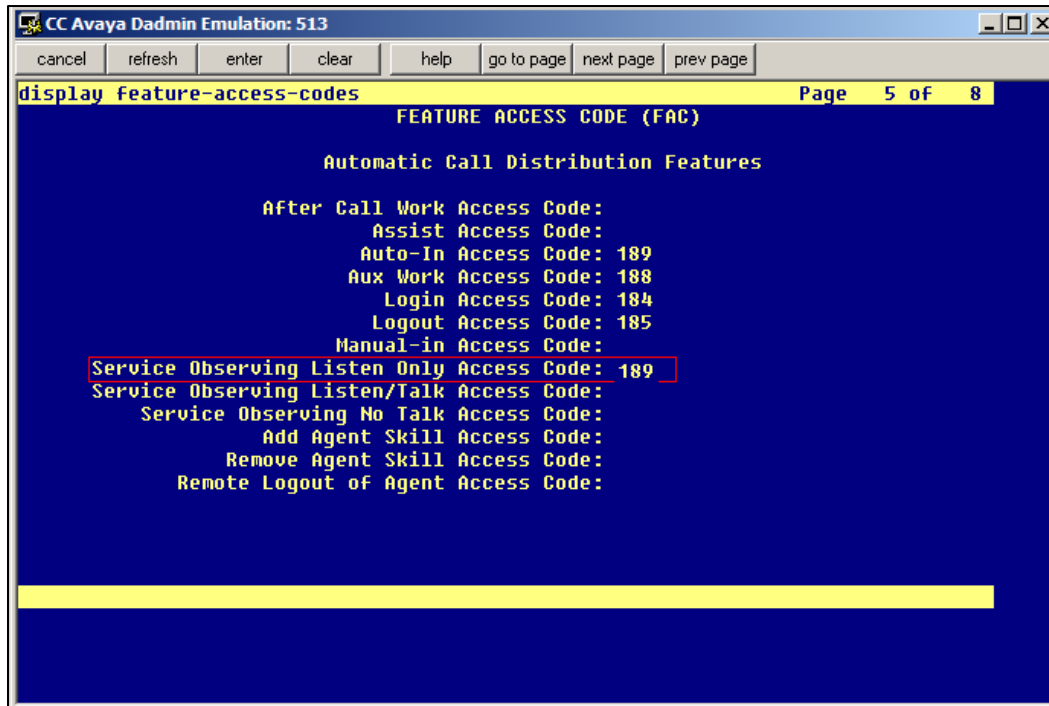 CC Avaya Dadmin Emulation: 513
cancel refresh enter clear help go to page next page prev page
display feature-access-codes Page 5 of 8
FEATURE ACCESS CODE (FAC)
Automatic Call Distribution Features
After Call Work Access Code:
Assist Access Code:
Auto-In Access Code: 189
Aux Work Access Code: 188
Login Access Code: 184
Logout Access Code: 185
Manual-in Access Code:
Service Observing Listen Only Access Code: 189
Service Observing Listen/Talk Access Code:
Service Observing No Talk Access Code:
Add Agent Skill Access Code:
Remove Agent Skill Access Code:
Remote Logout of Agent Access Code: